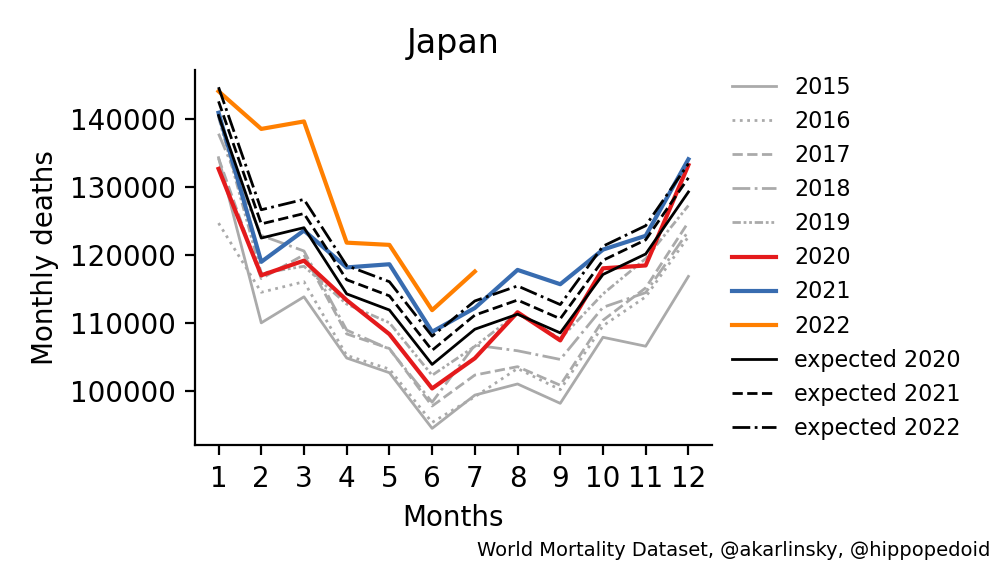 Japan
Monthly deaths
140000
130000
120000
110000
100000
1 2 3 4 5 6 7 8 9 10 11 12
Months
2015
2016
2017
2018
2019
2020
2021
2022
expected 2020
expected 2021
expected 2022
World Mortality Dataset, @akarlinsky, @hippopedoid